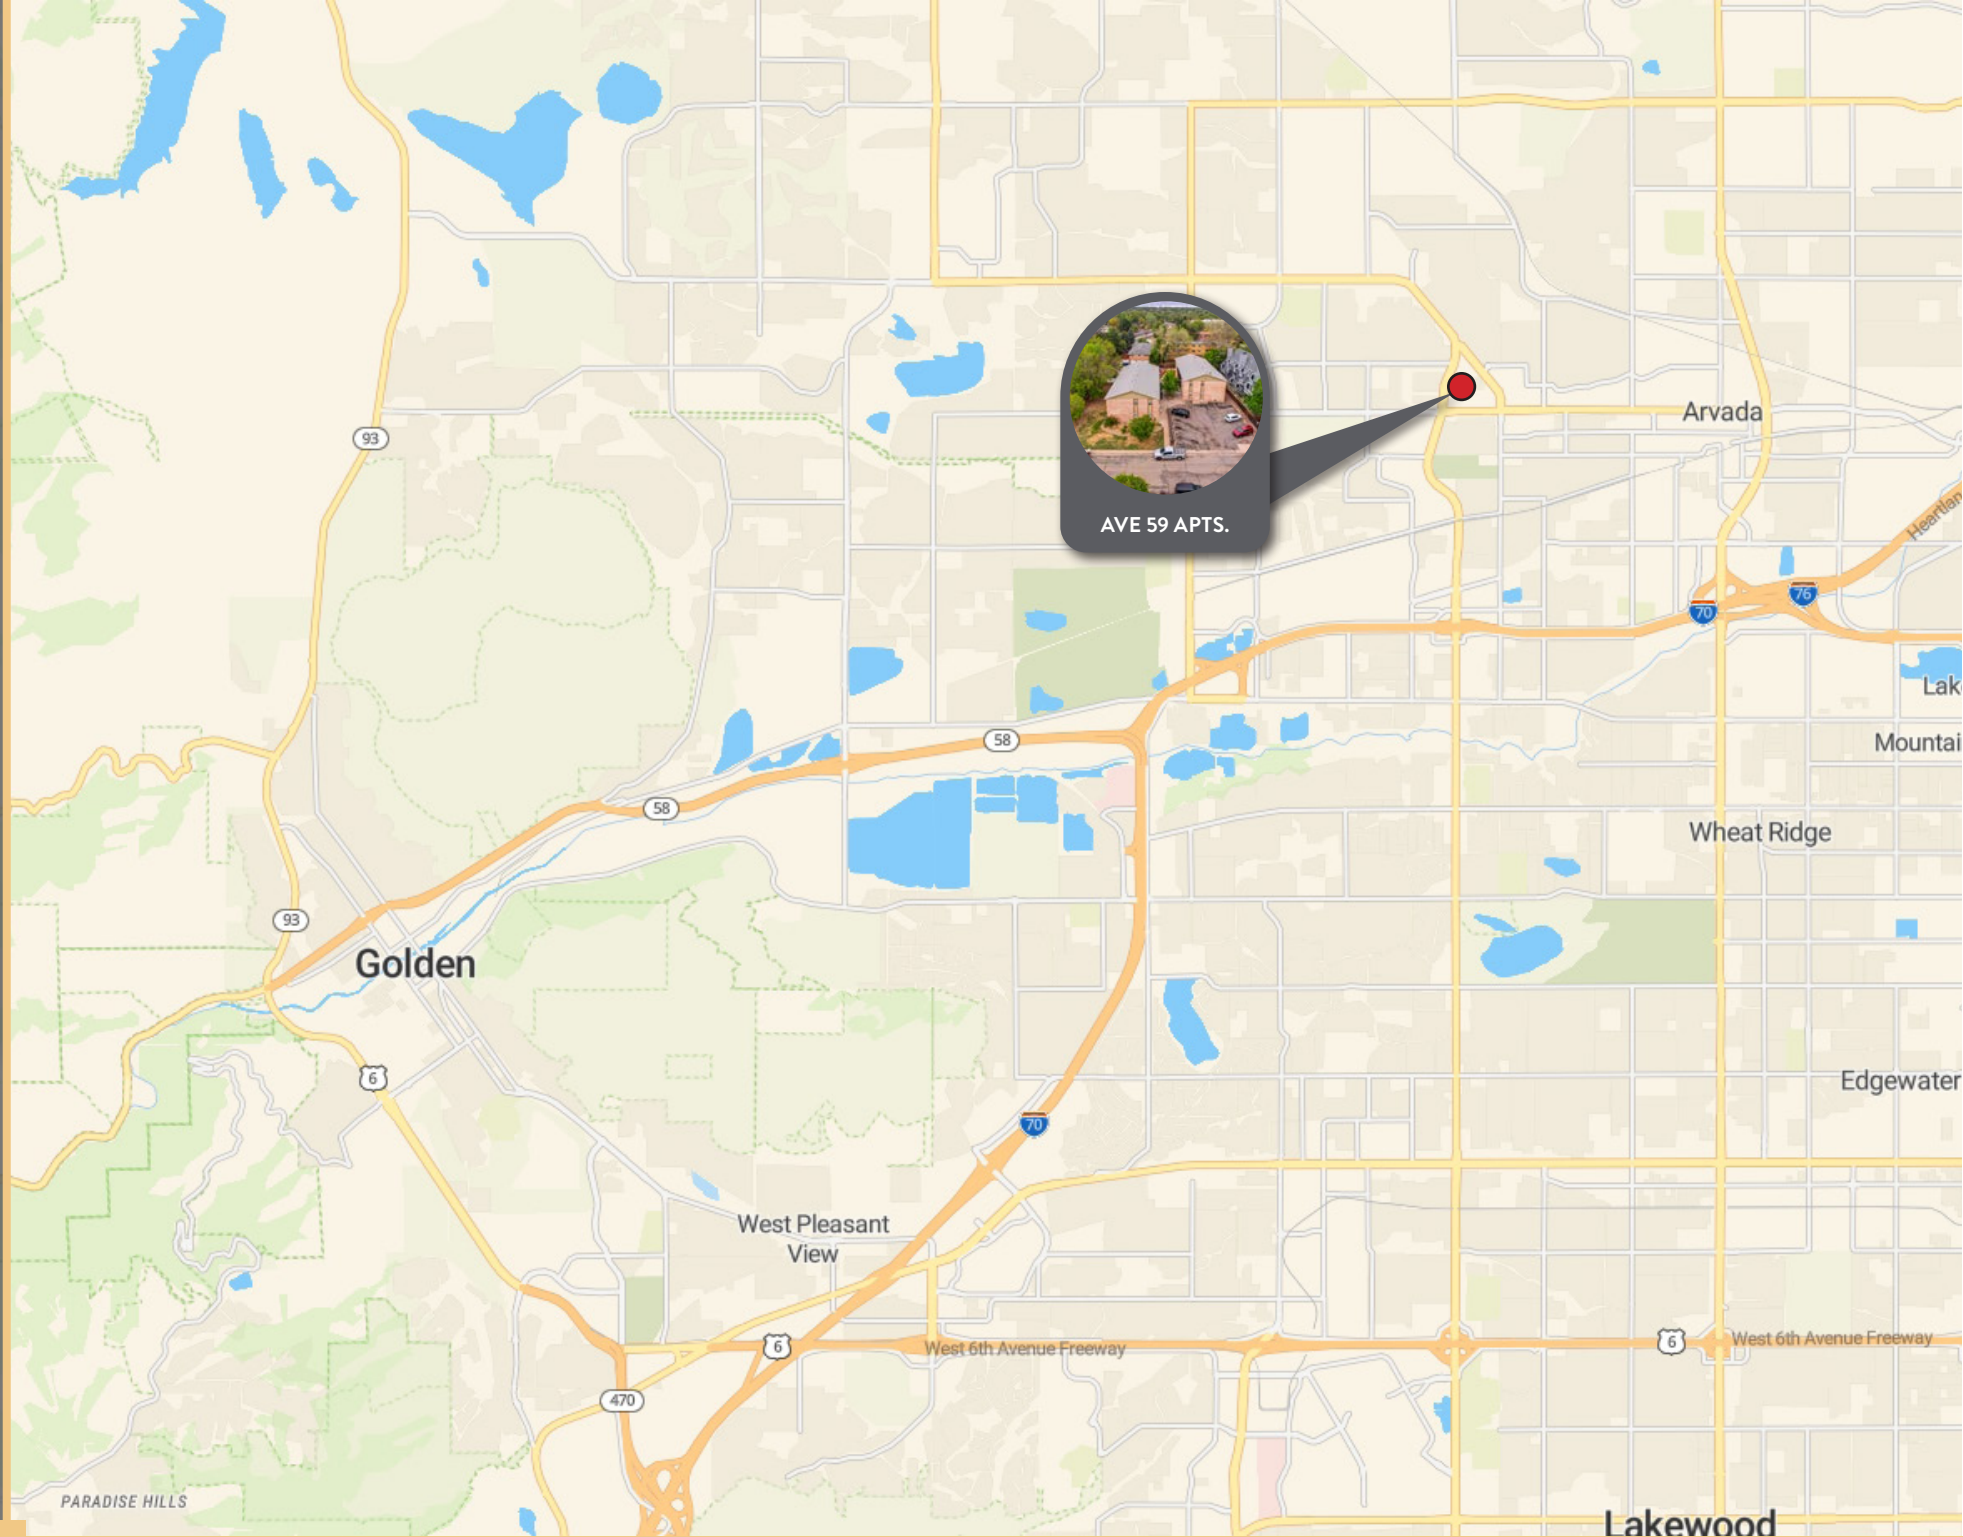 93
Arvada
AVE 59 APTS.
Heartlan
76
70
Lak
58
Mountai
58
Wheat Ridge
93
Golden
6
Edgewater
70
West Pleasant
View
6
West 6th Avenue Freeway
6
West 6th Avenue Freeway
470
PARADISE HILLS
Lakewood